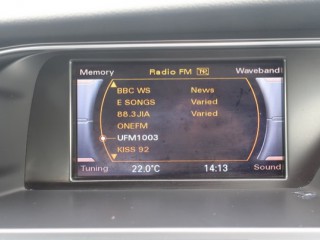 Memory Radio FM Waveband
BBC WS News
E SONGS Varied
88.3JIA Varied
ONEFM
UFM1003
KISS 92
Tuning 22.0°C 14:13 Sound